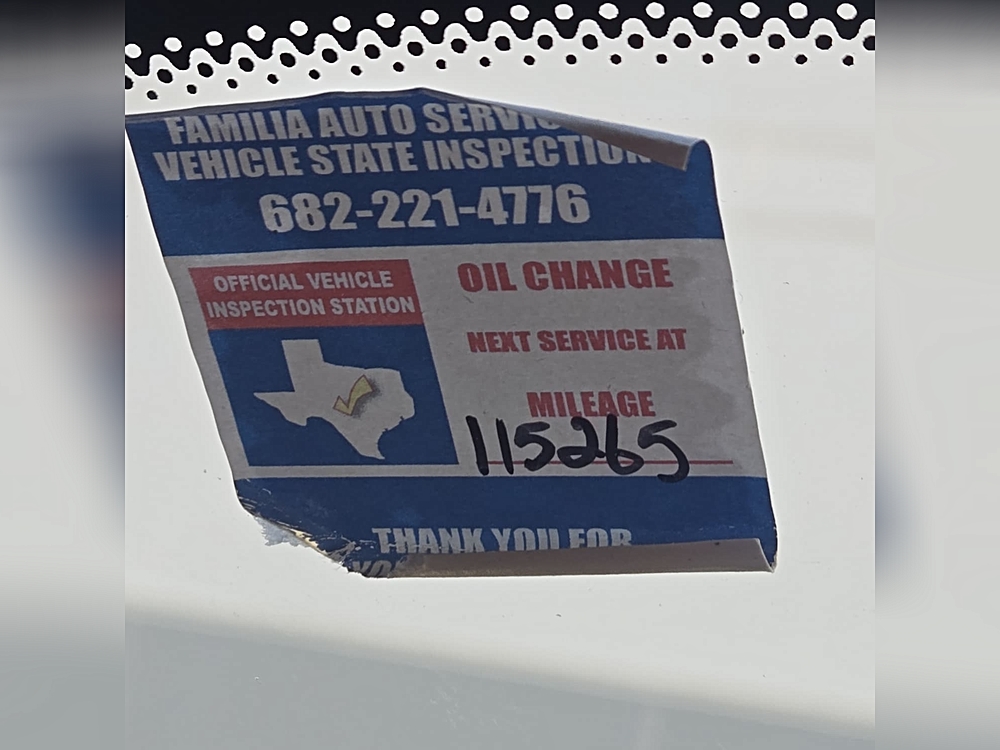 FAMILIA AUTO
VEHICLE STATE INSPECTION
682-221-4776
OFFICIAL VEHICLE
INSPECTION STATION
OIL CHANGE
NEXT SERVICE AT
MILEAGE
115265
THANK YOU FOR